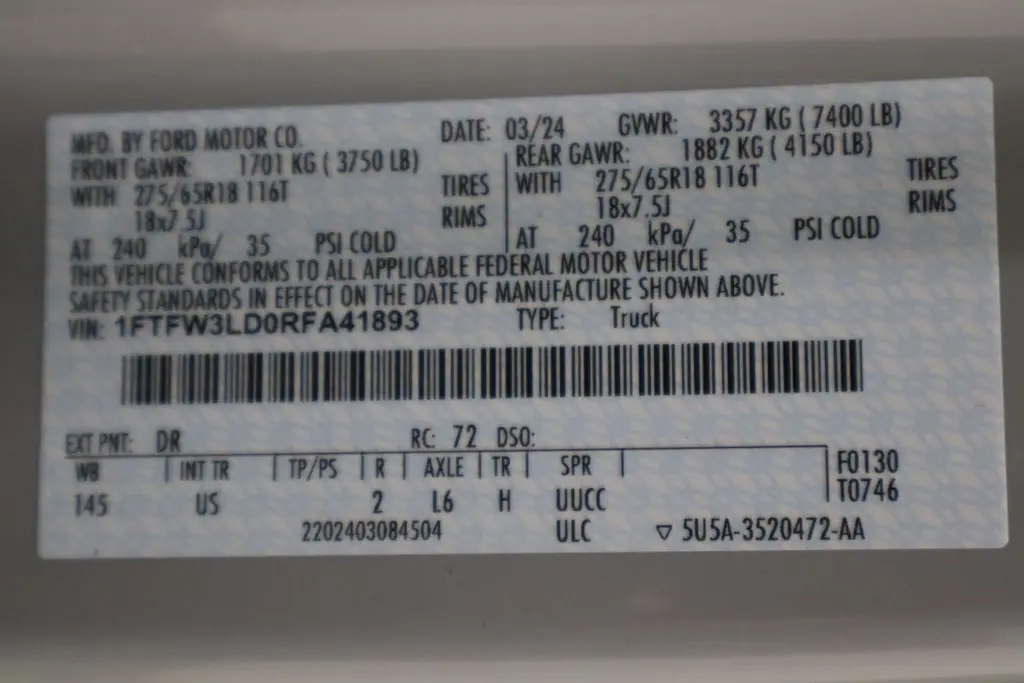 MFD. BY FORD MOTOR CO. DATE: 03/24 GVWR: 3357 KG ( 7400 LB)
FRONT GAWR: 1701 KG ( 3750 LB) REAR GAWR: 1882 KG ( 4150 LB)
WITH 275/65R18 116T TIRES WITH 275/65R18 116T TIRES
18x7.5J RIMS 18x7.5J RIMS
AT 240 kPa/ 35 PSI COLD AT 240 kPa/ 35 PSI COLD
THIS VEHICLE CONFORMS TO ALL APPLICABLE FEDERAL MOTOR VEHICLE
SAFETY STANDARDS IN EFFECT ON THE DATE OF MANUFACTURE SHOWN ABOVE.
VIN: 1FTFW3LD0RFA41893 TYPE: Truck
EXT PNT: DR RC: 72 DSO:
WB INT TR TP/PS R AXLE TR SPR F0130
145 US 2 L6 H UUCC T0746
2202403084504 ULC ▽ 5U5A-3520472-AA